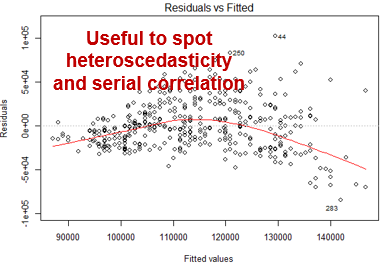 Residuals vs Fitted
Useful to spot
heteroscedasticity
and serial correlation
44
250
283
Residuals
1e+05
5e+04
0e+00
-5e+04
-1e+05
90000 100000 110000 120000 130000 140000
Fitted values